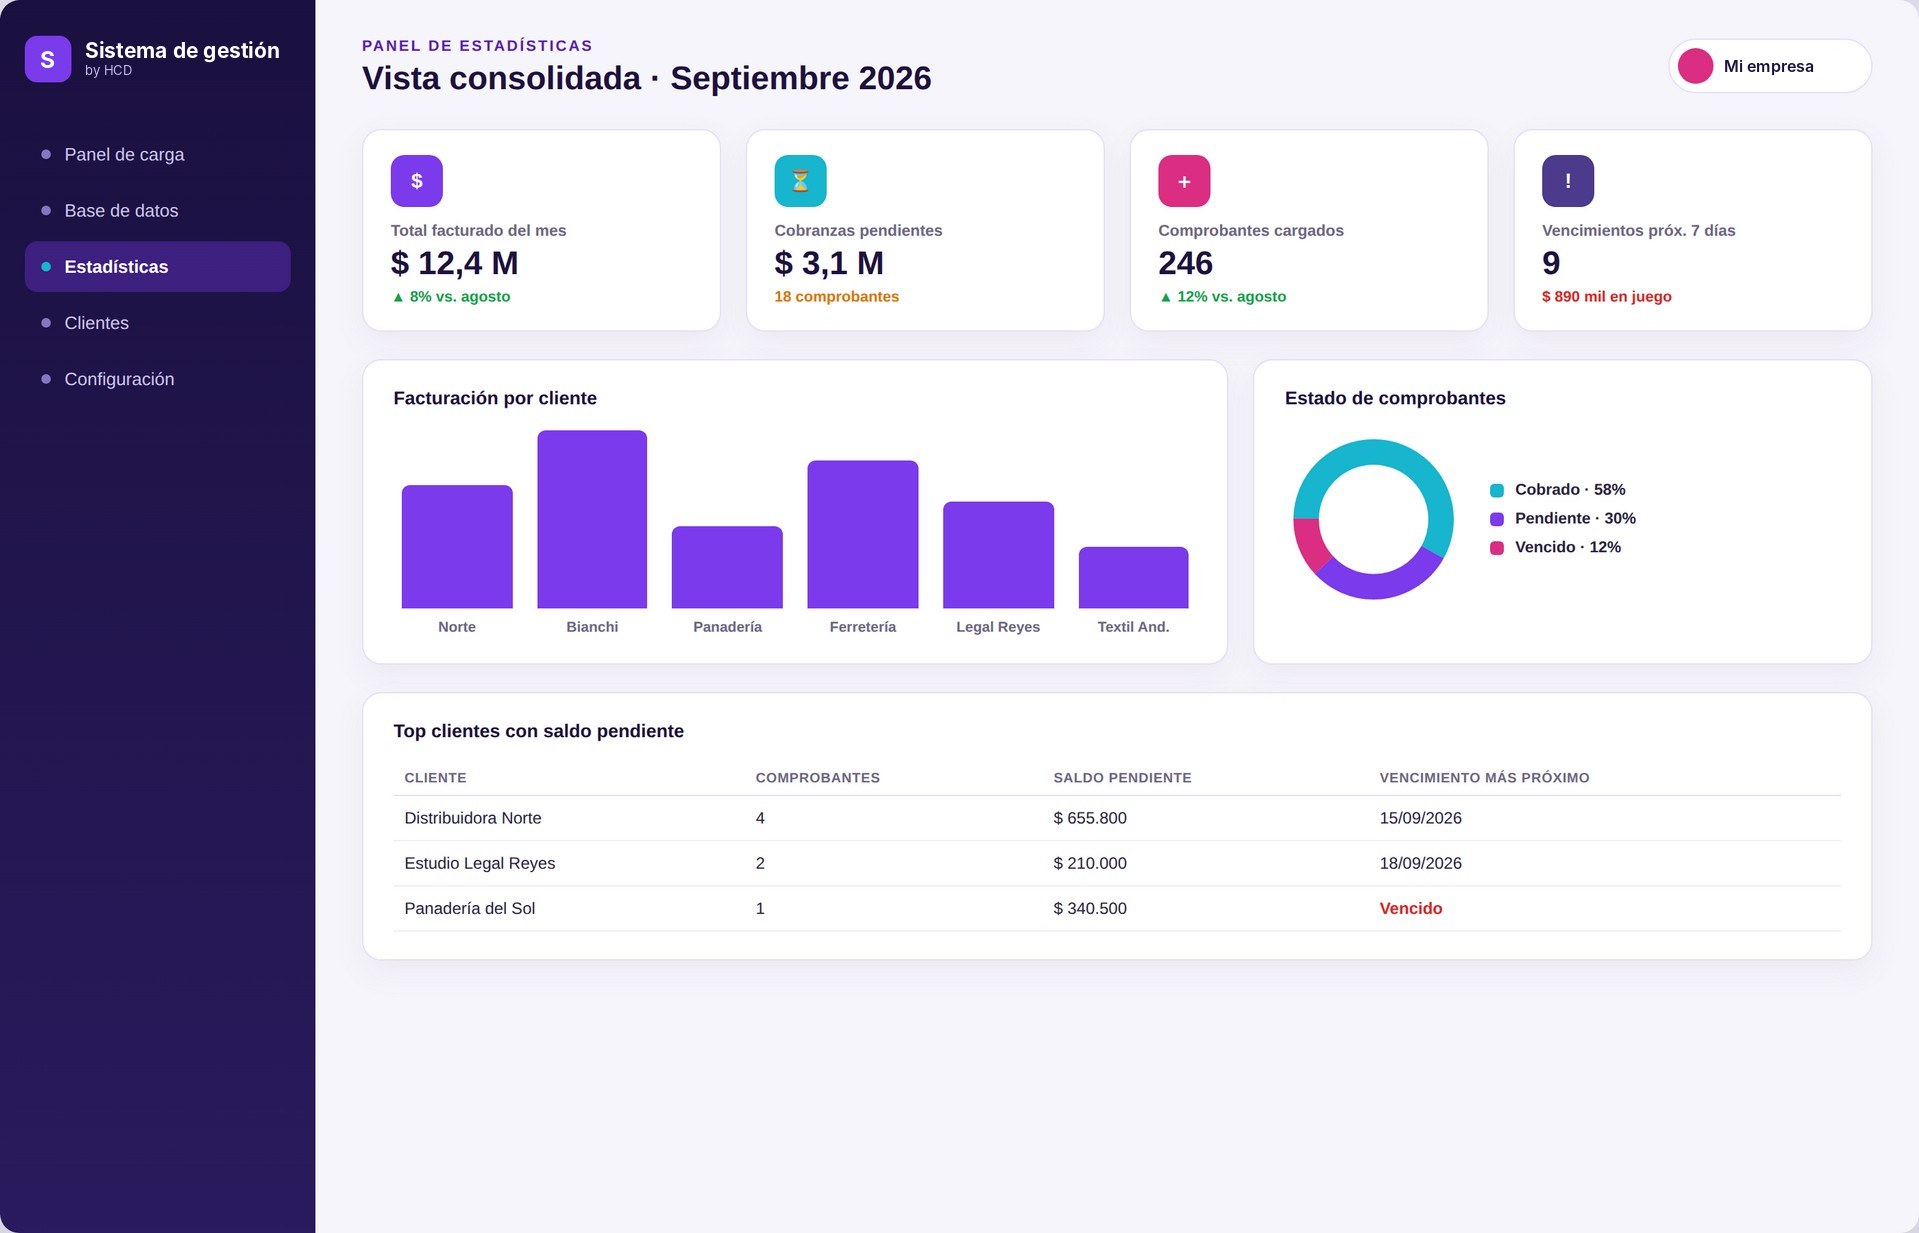 S
Sistema de gestión
by HCD
Panel de carga
Base de datos
Estadísticas
Clientes
Configuración
PANEL DE ESTADÍSTICAS
Vista consolidada · Septiembre 2026
Mi empresa
$
Total facturado del mes
$ 12,4 M
▲ 8% vs. agosto
⏳
Cobranzas pendientes
$ 3,1 M
18 comprobantes
+
Comprobantes cargados
246
▲ 12% vs. agosto
!
Vencimientos próx. 7 días
9
$ 890 mil en juego
Facturación por cliente
Norte
Bianchi
Panadería
Ferretería
Legal Reyes
Textil And.
Estado de comprobantes
Cobrado · 58%
Pendiente · 30%
Vencido · 12%
Top clientes con saldo pendiente
CLIENTE COMPROBANTES SALDO PENDIENTE VENCIMIENTO MÁS PRÓXIMO
Distribuidora Norte 4 $ 655.800 15/09/2026
Estudio Legal Reyes 2 $ 210.000 18/09/2026
Panadería del Sol 1 $ 340.500 Vencido